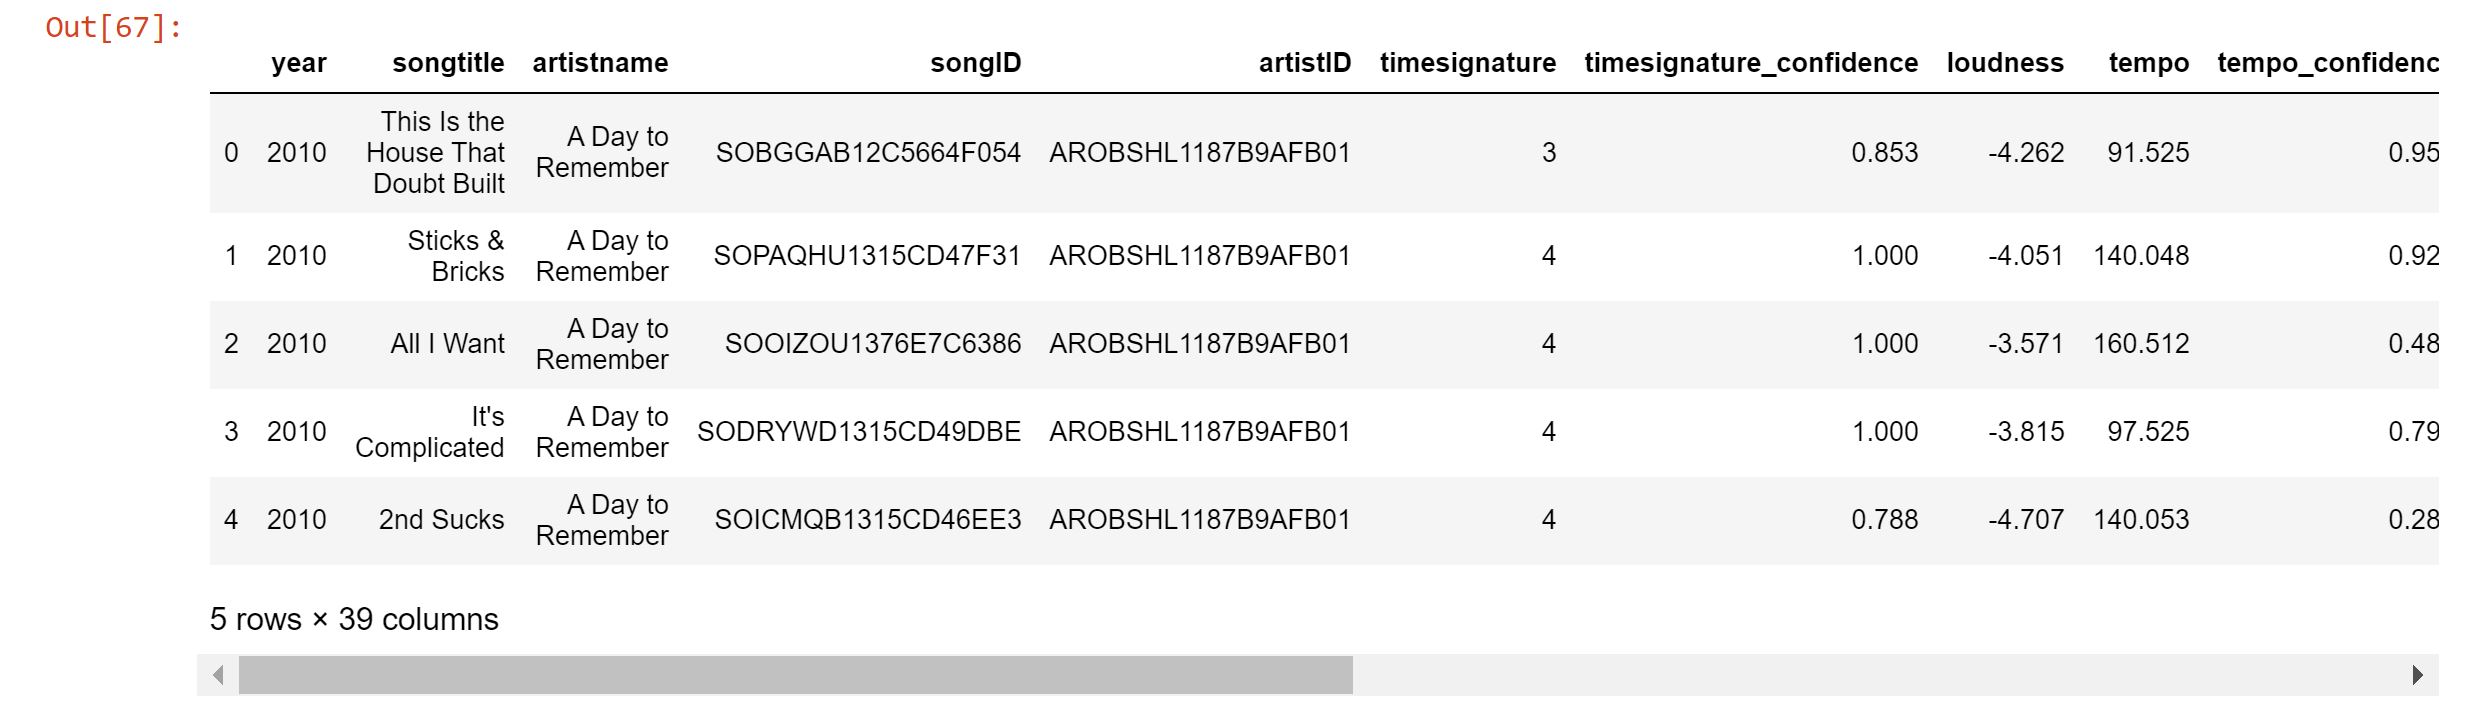 Out[67]:
year songtitle artistname songID artistID timesignature timesignature_confidence loudness tempo tempo_confidenc
0 2010 This Is the House That Doubt Built A Day to Remember SOBGGAB12C5664F054 AROBSHL1187B9AFB01 3 0.853 -4.262 91.525 0.95
1 2010 Sticks & Bricks A Day to Remember SOPAQHU1315CD47F31 AROBSHL1187B9AFB01 4 1.000 -4.051 140.048 0.92
2 2010 All I Want A Day to Remember SOOIZOU1376E7C6386 AROBSHL1187B9AFB01 4 1.000 -3.571 160.512 0.48
3 2010 It's Complicated A Day to Remember SODRYWD1315CD49DBE AROBSHL1187B9AFB01 4 1.000 -3.815 97.525 0.79
4 2010 2nd Sucks A Day to Remember SOICMQB1315CD46EE3 AROBSHL1187B9AFB01 4 0.788 -4.707 140.053 0.28
5 rows × 39 columns